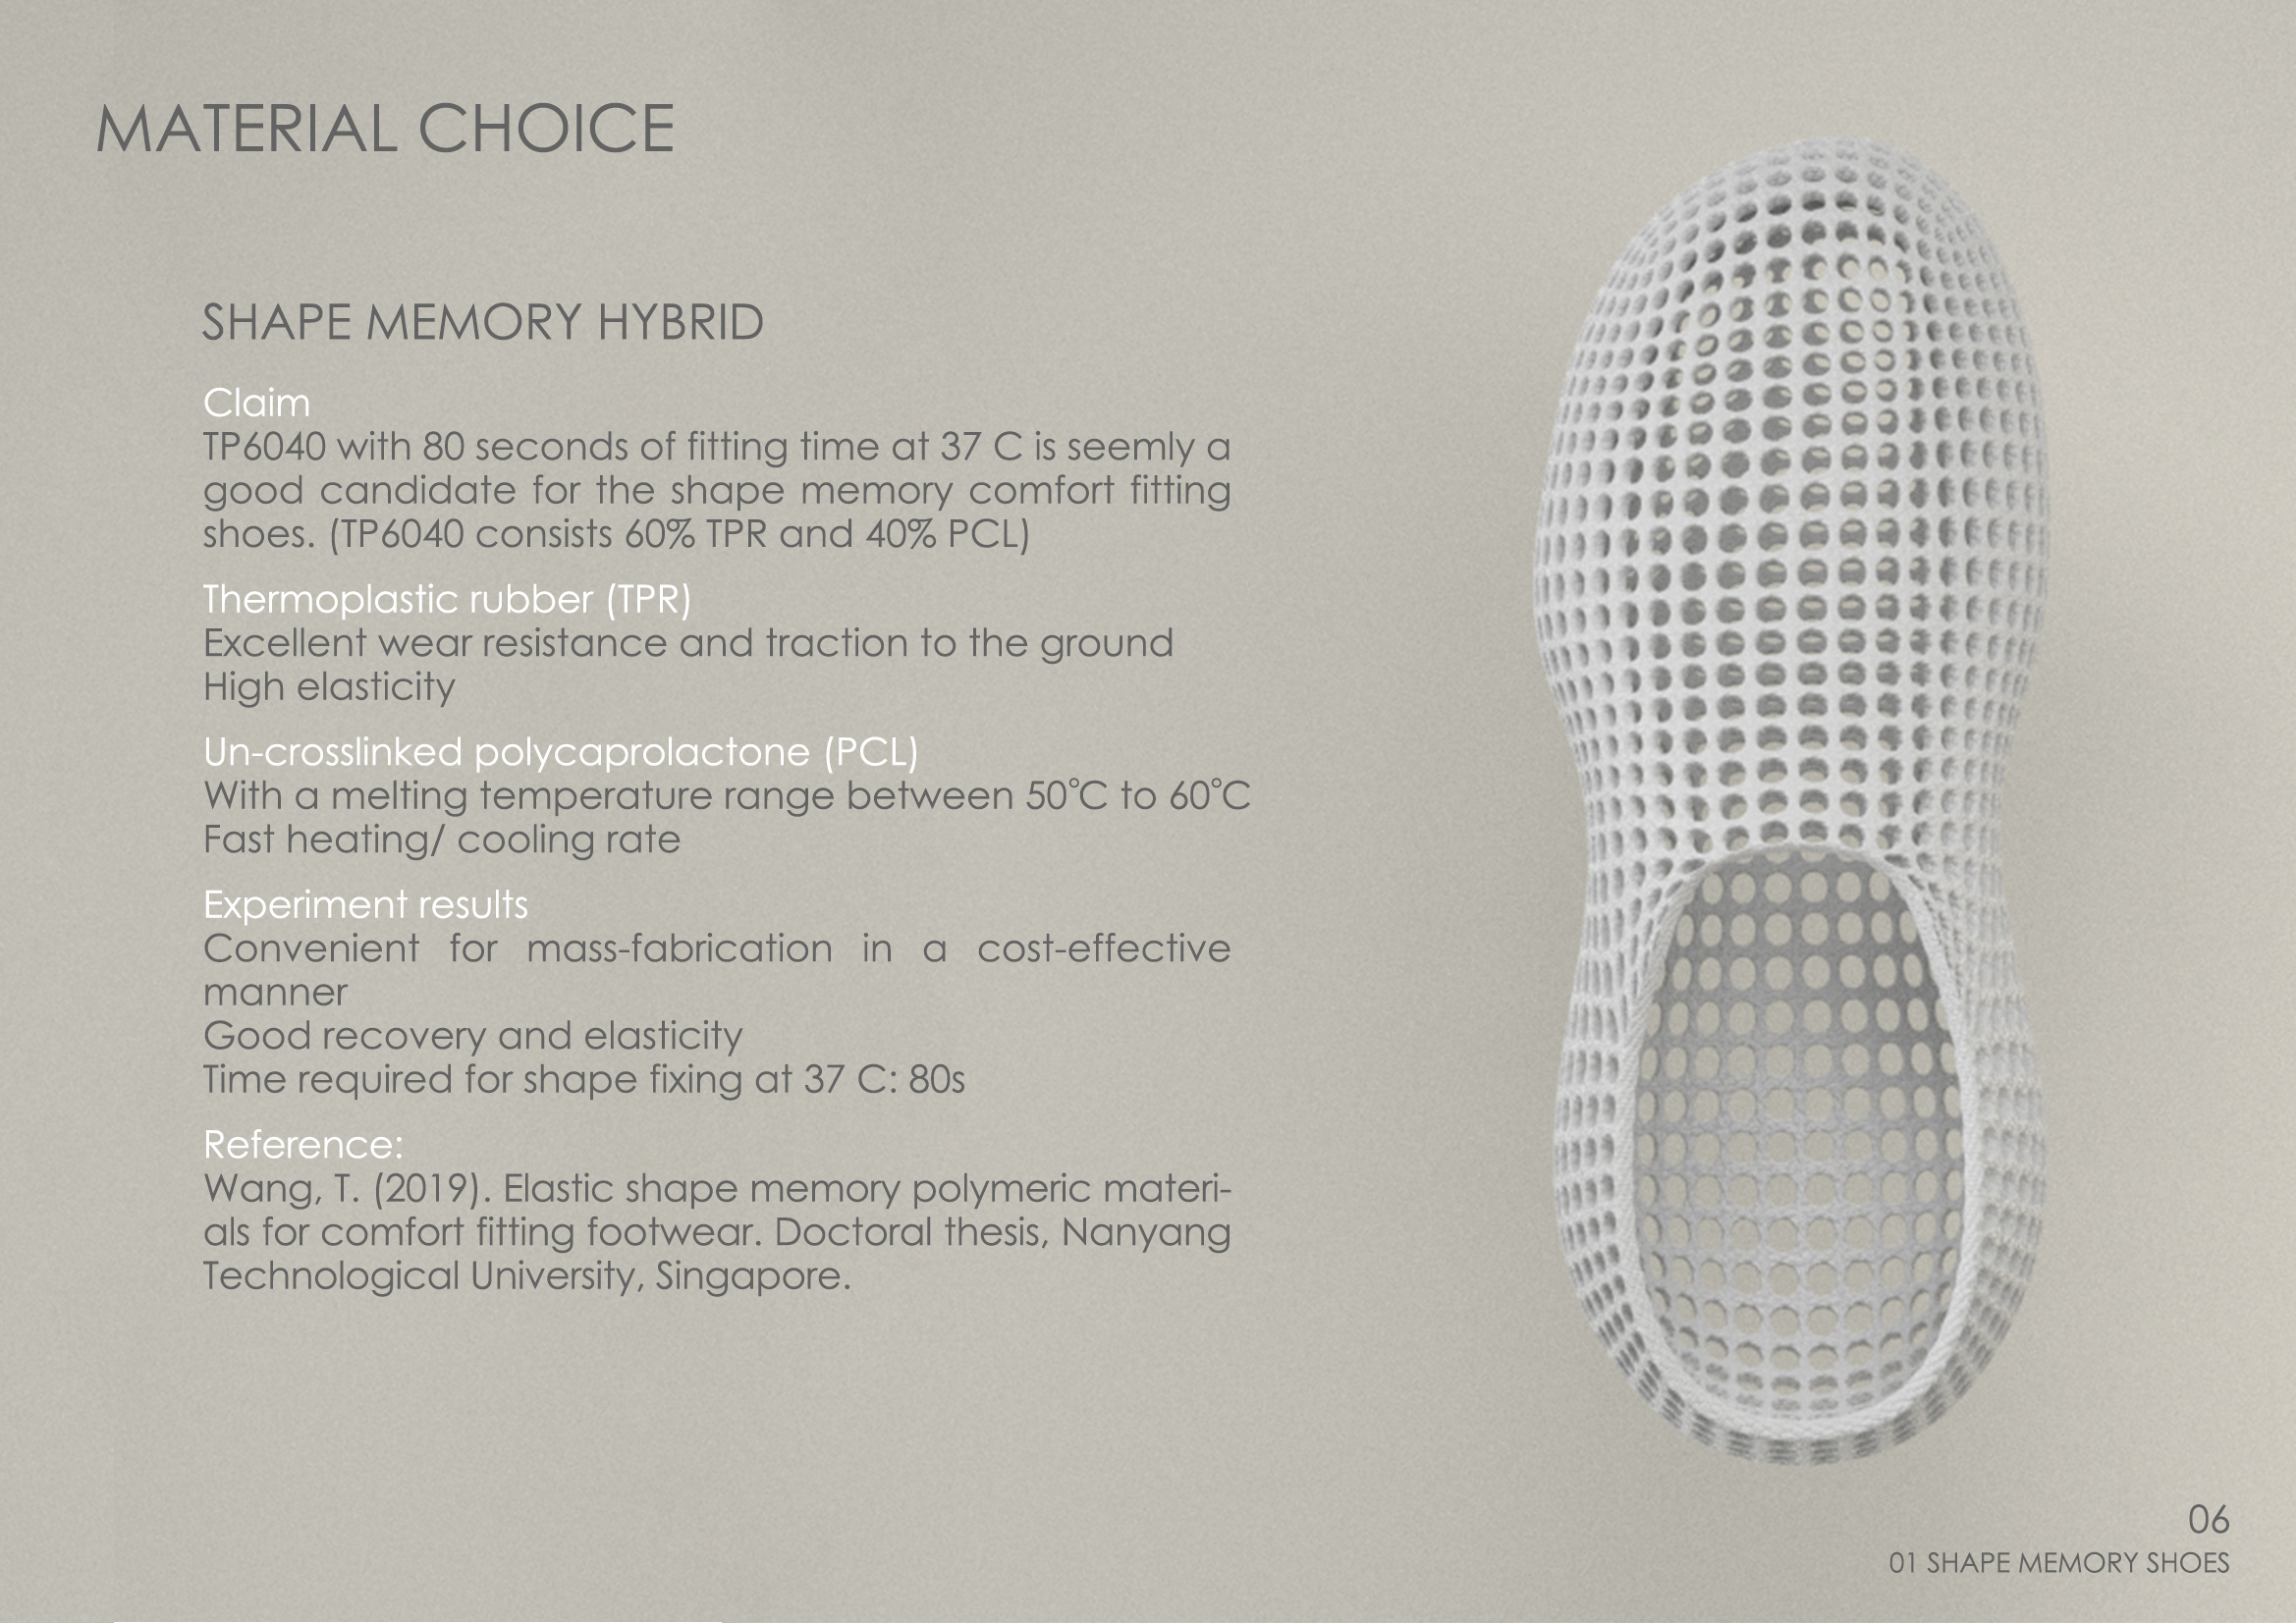 MATERIAL CHOICE
SHAPE MEMORY HYBRID
Claim
TP6040 with 80 seconds of fitting time at 37 C is seemly a
good candidate for the shape memory comfort fitting
shoes. (TP6040 consists 60% TPR and 40% PCL)
Thermoplastic rubber (TPR)
Excellent wear resistance and traction to the ground
High elasticity
Un-crosslinked polycaprolactone (PCL)
With a melting temperature range between 50°C to 60°C
Fast heating/ cooling rate
Experiment results
Convenient for mass-fabrication in a cost-effective
manner
Good recovery and elasticity
Time required for shape fixing at 37 C: 80s
Reference:
Wang, T. (2019). Elastic shape memory polymeric materi-
als for comfort fitting footwear. Doctoral thesis, Nanyang
Technological University, Singapore.
06
01 SHAPE MEMORY SHOES